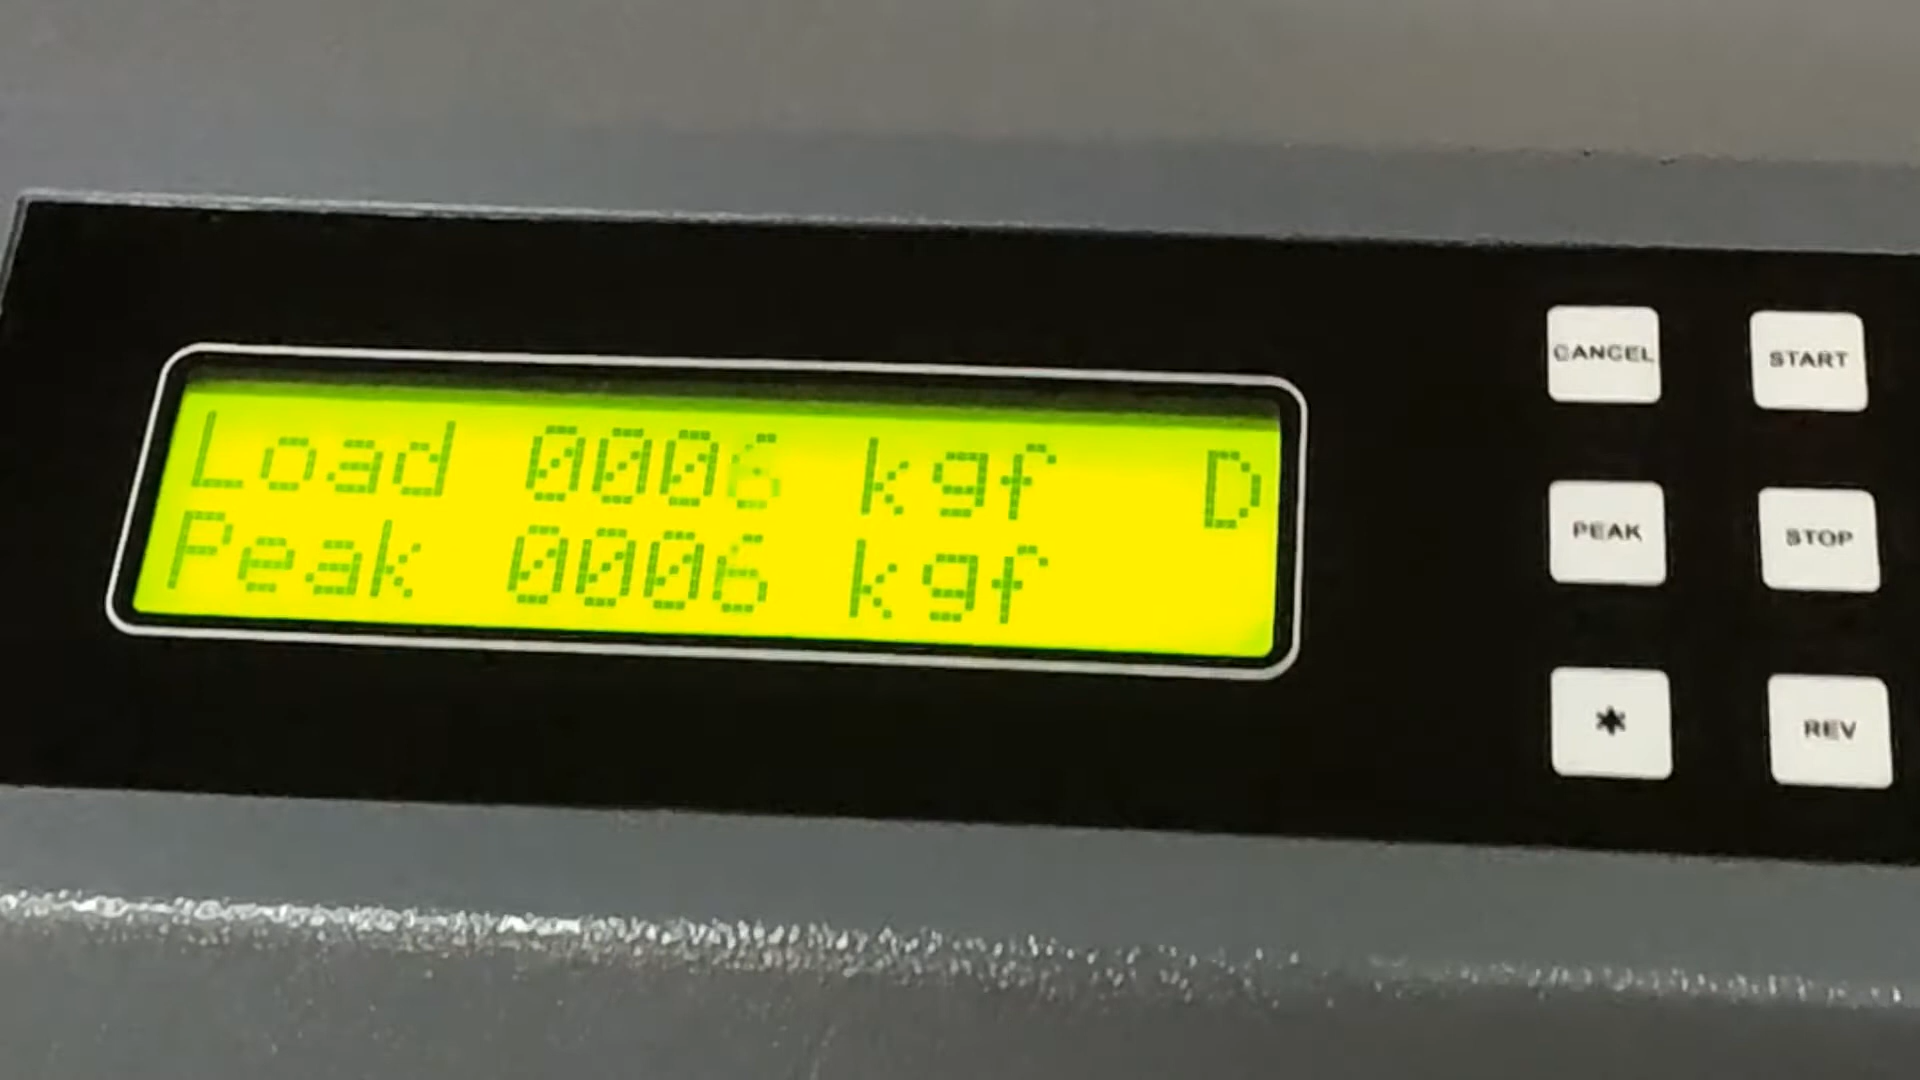 Load 0006 kgf D
Peak 0006 kgf
CANCEL START
PEAK STOP
* REV